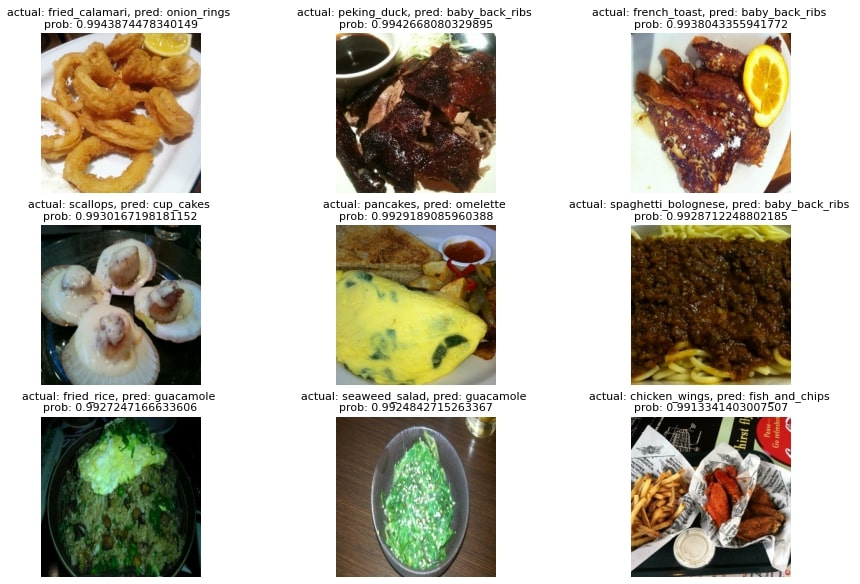 actual: fried_calamari, pred: onion_rings
prob: 0.9943874478340149
actual: peking_duck, pred: baby_back_ribs
prob: 0.9942668080329895
actual: french_toast, pred: baby_back_ribs
prob: 0.9938043355941772
actual: scallops, pred: cup_cakes
prob: 0.9930167198181152
actual: pancakes, pred: omelette
prob: 0.9929189085960388
actual: spaghetti_bolognese, pred: baby_back_ribs
prob: 0.9928712248802185
actual: fried_rice, pred: guacamole
prob: 0.9927247166633606
actual: seaweed_salad, pred: guacamole
prob: 0.9924842715263367
actual: chicken_wings, pred: fish_and_chips
prob: 0.9913341403007507
hirst